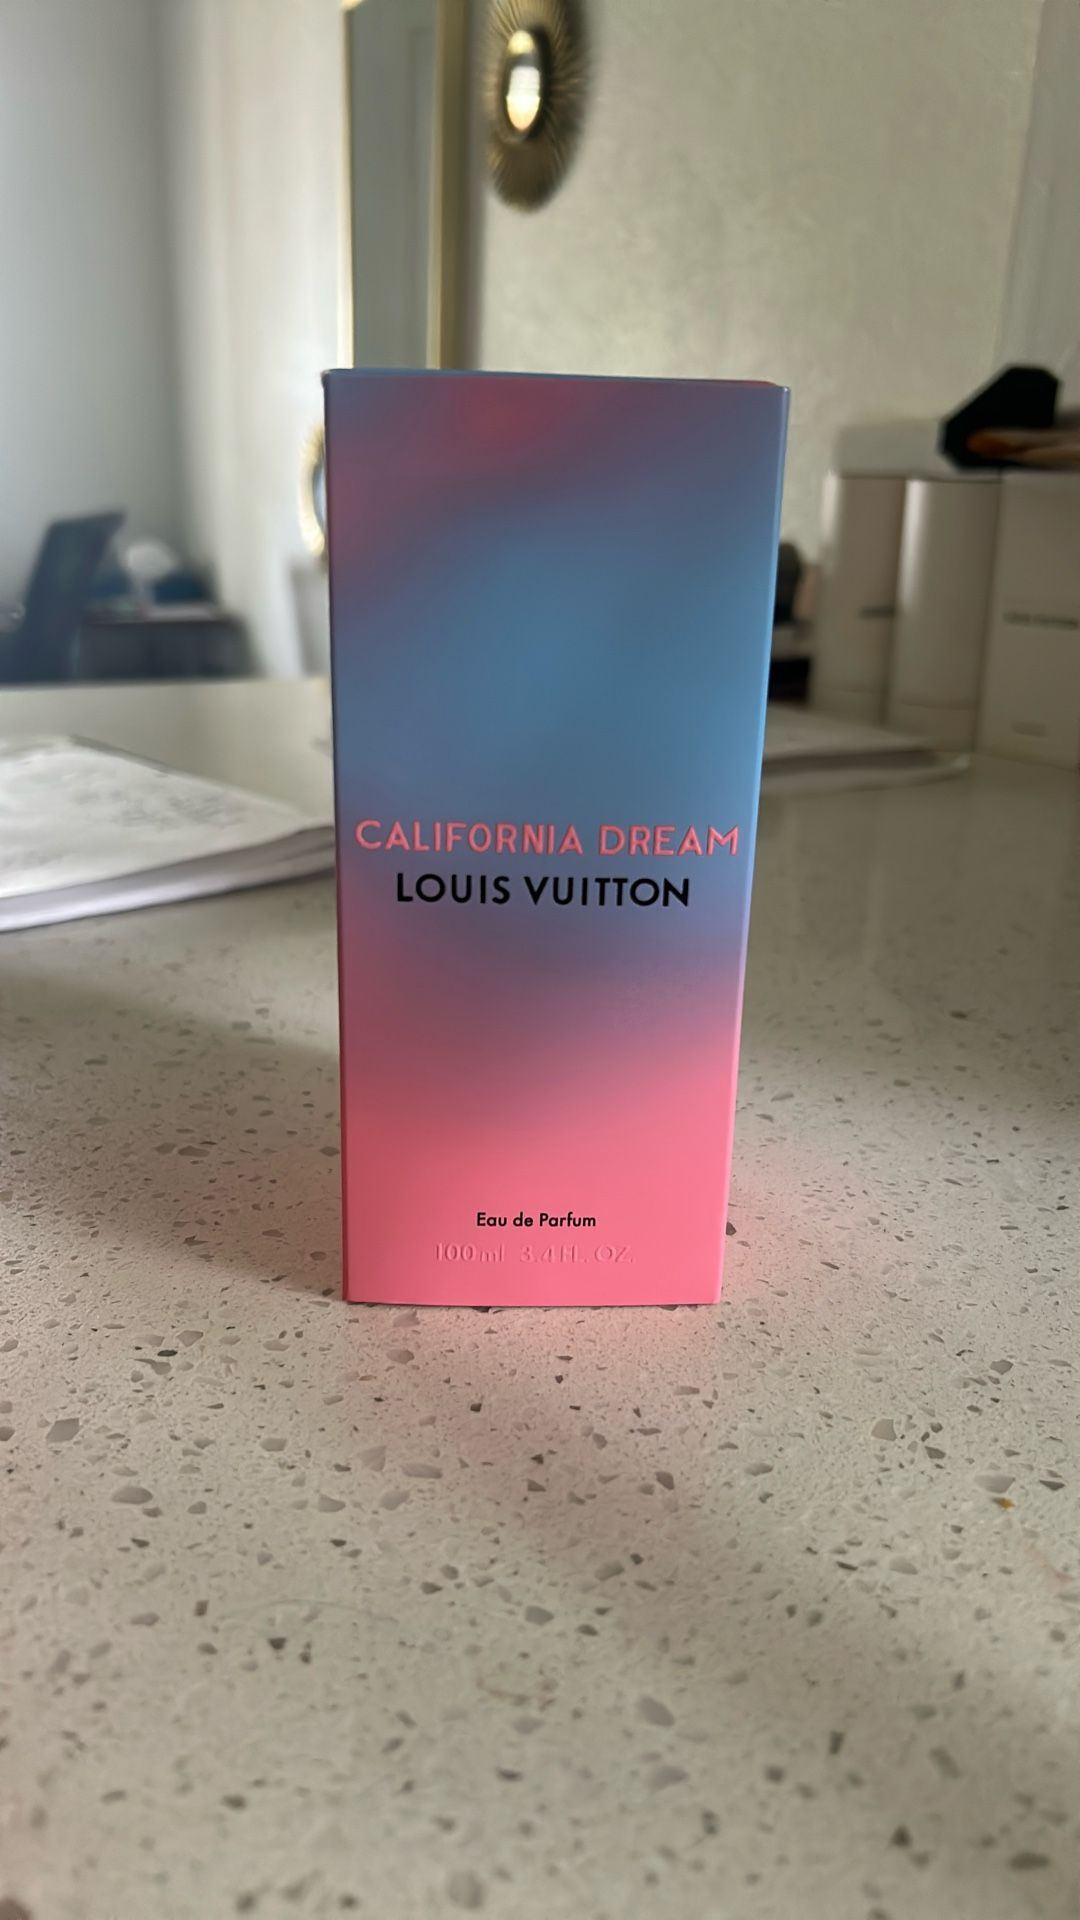 CALIFORNIA DREAM
LOUIS VUITTON
Eau de Parfum
100ml 3.4 FL. OZ.